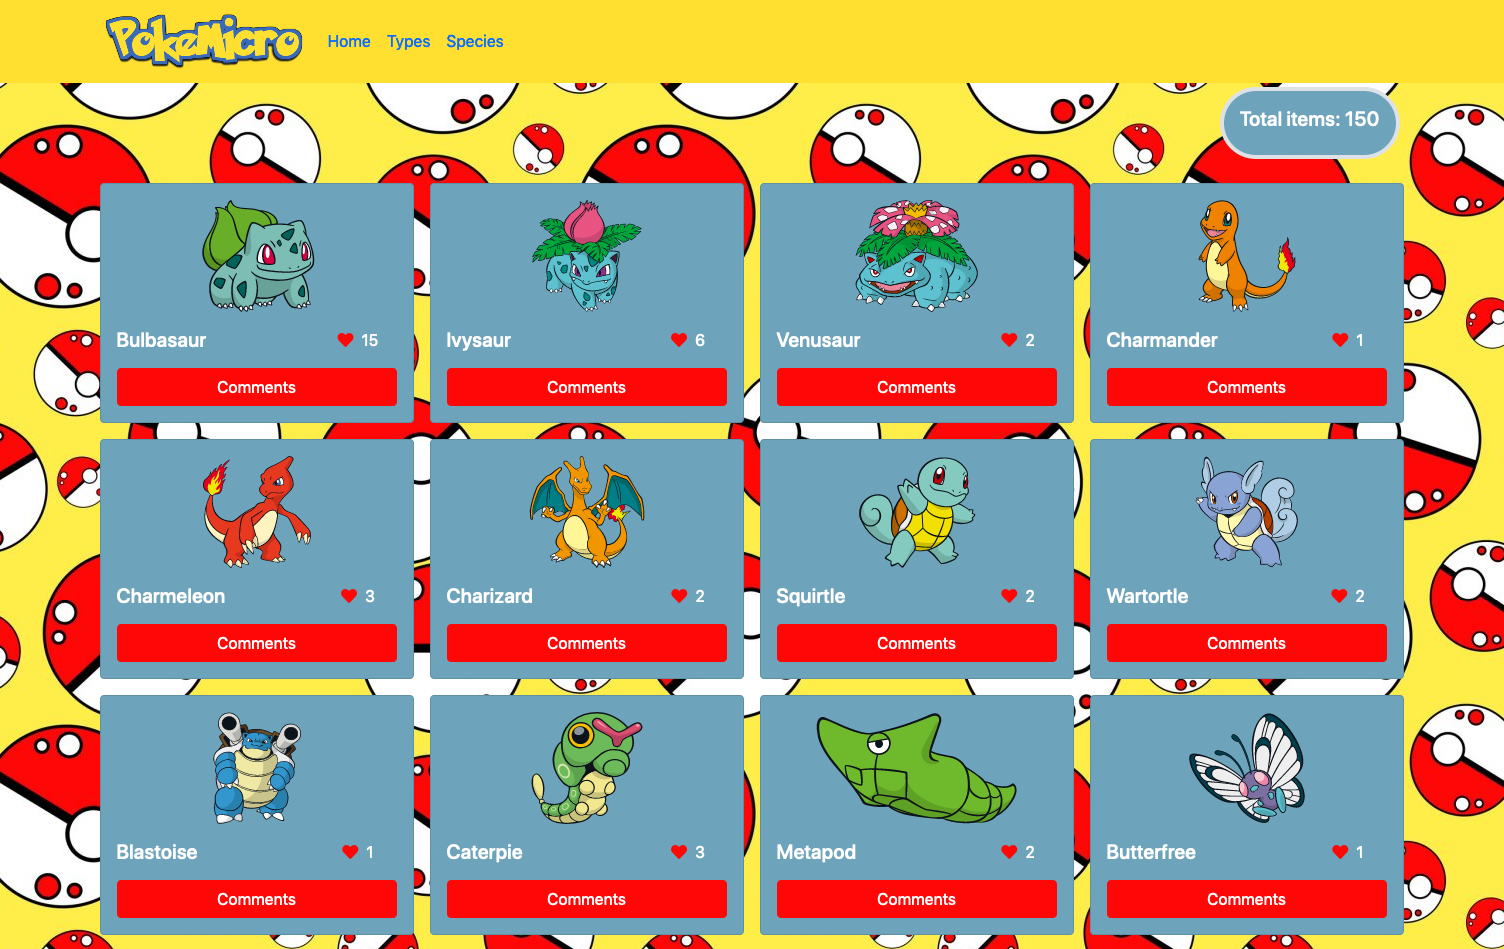 PokeMicro Home Types Species
Total items: 150
Bulbasaur 15
Ivysaur 6
Venusaur 2
Charmander 1
Comments Comments Comments Comments
Charmeleon 3
Charizard 2
Squirtle 2
Wartortle 2
Comments Comments Comments Comments
Blastoise 1
Caterpie 3
Metapod 2
Butterfree 1
Comments Comments Comments Comments